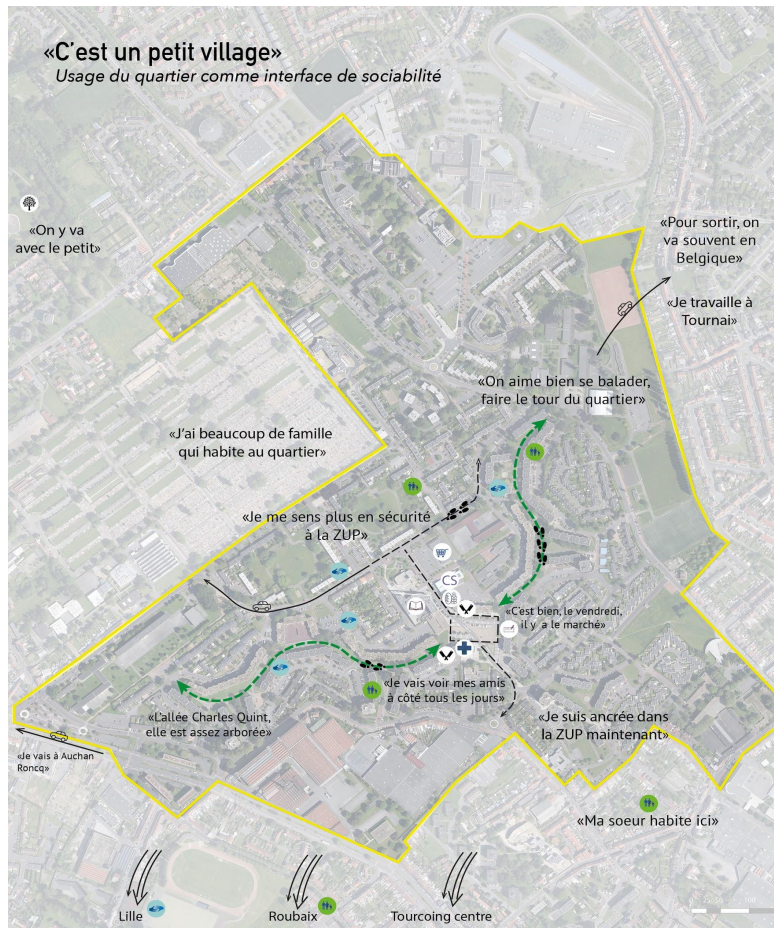 «C'est un petit village»
Usage du quartier comme interface de sociabilité
«On y va
avec le petit»
«Pour sortir, on
va souvent en
Belgique»
«Je travaille à
Tournai»
«On aime bien se balader,
faire le tour du quartier»
«J'ai beaucoup de famille
qui habite au quartier»
«Je me sens plus en sécurité
à la ZUP»
CS
«C'est bien, le vendredi,
il y a le marché»
«Je vais voir mes amis
à côté tous les jours»
«L'allée Charles Quint,
elle est assez arborée»
«Je suis ancrée dans
la ZUP maintenant»
«Je vais à Auchan
Roncq»
«Ma soeur habite ici»
Lille
Roubaix
Tourcoing centre